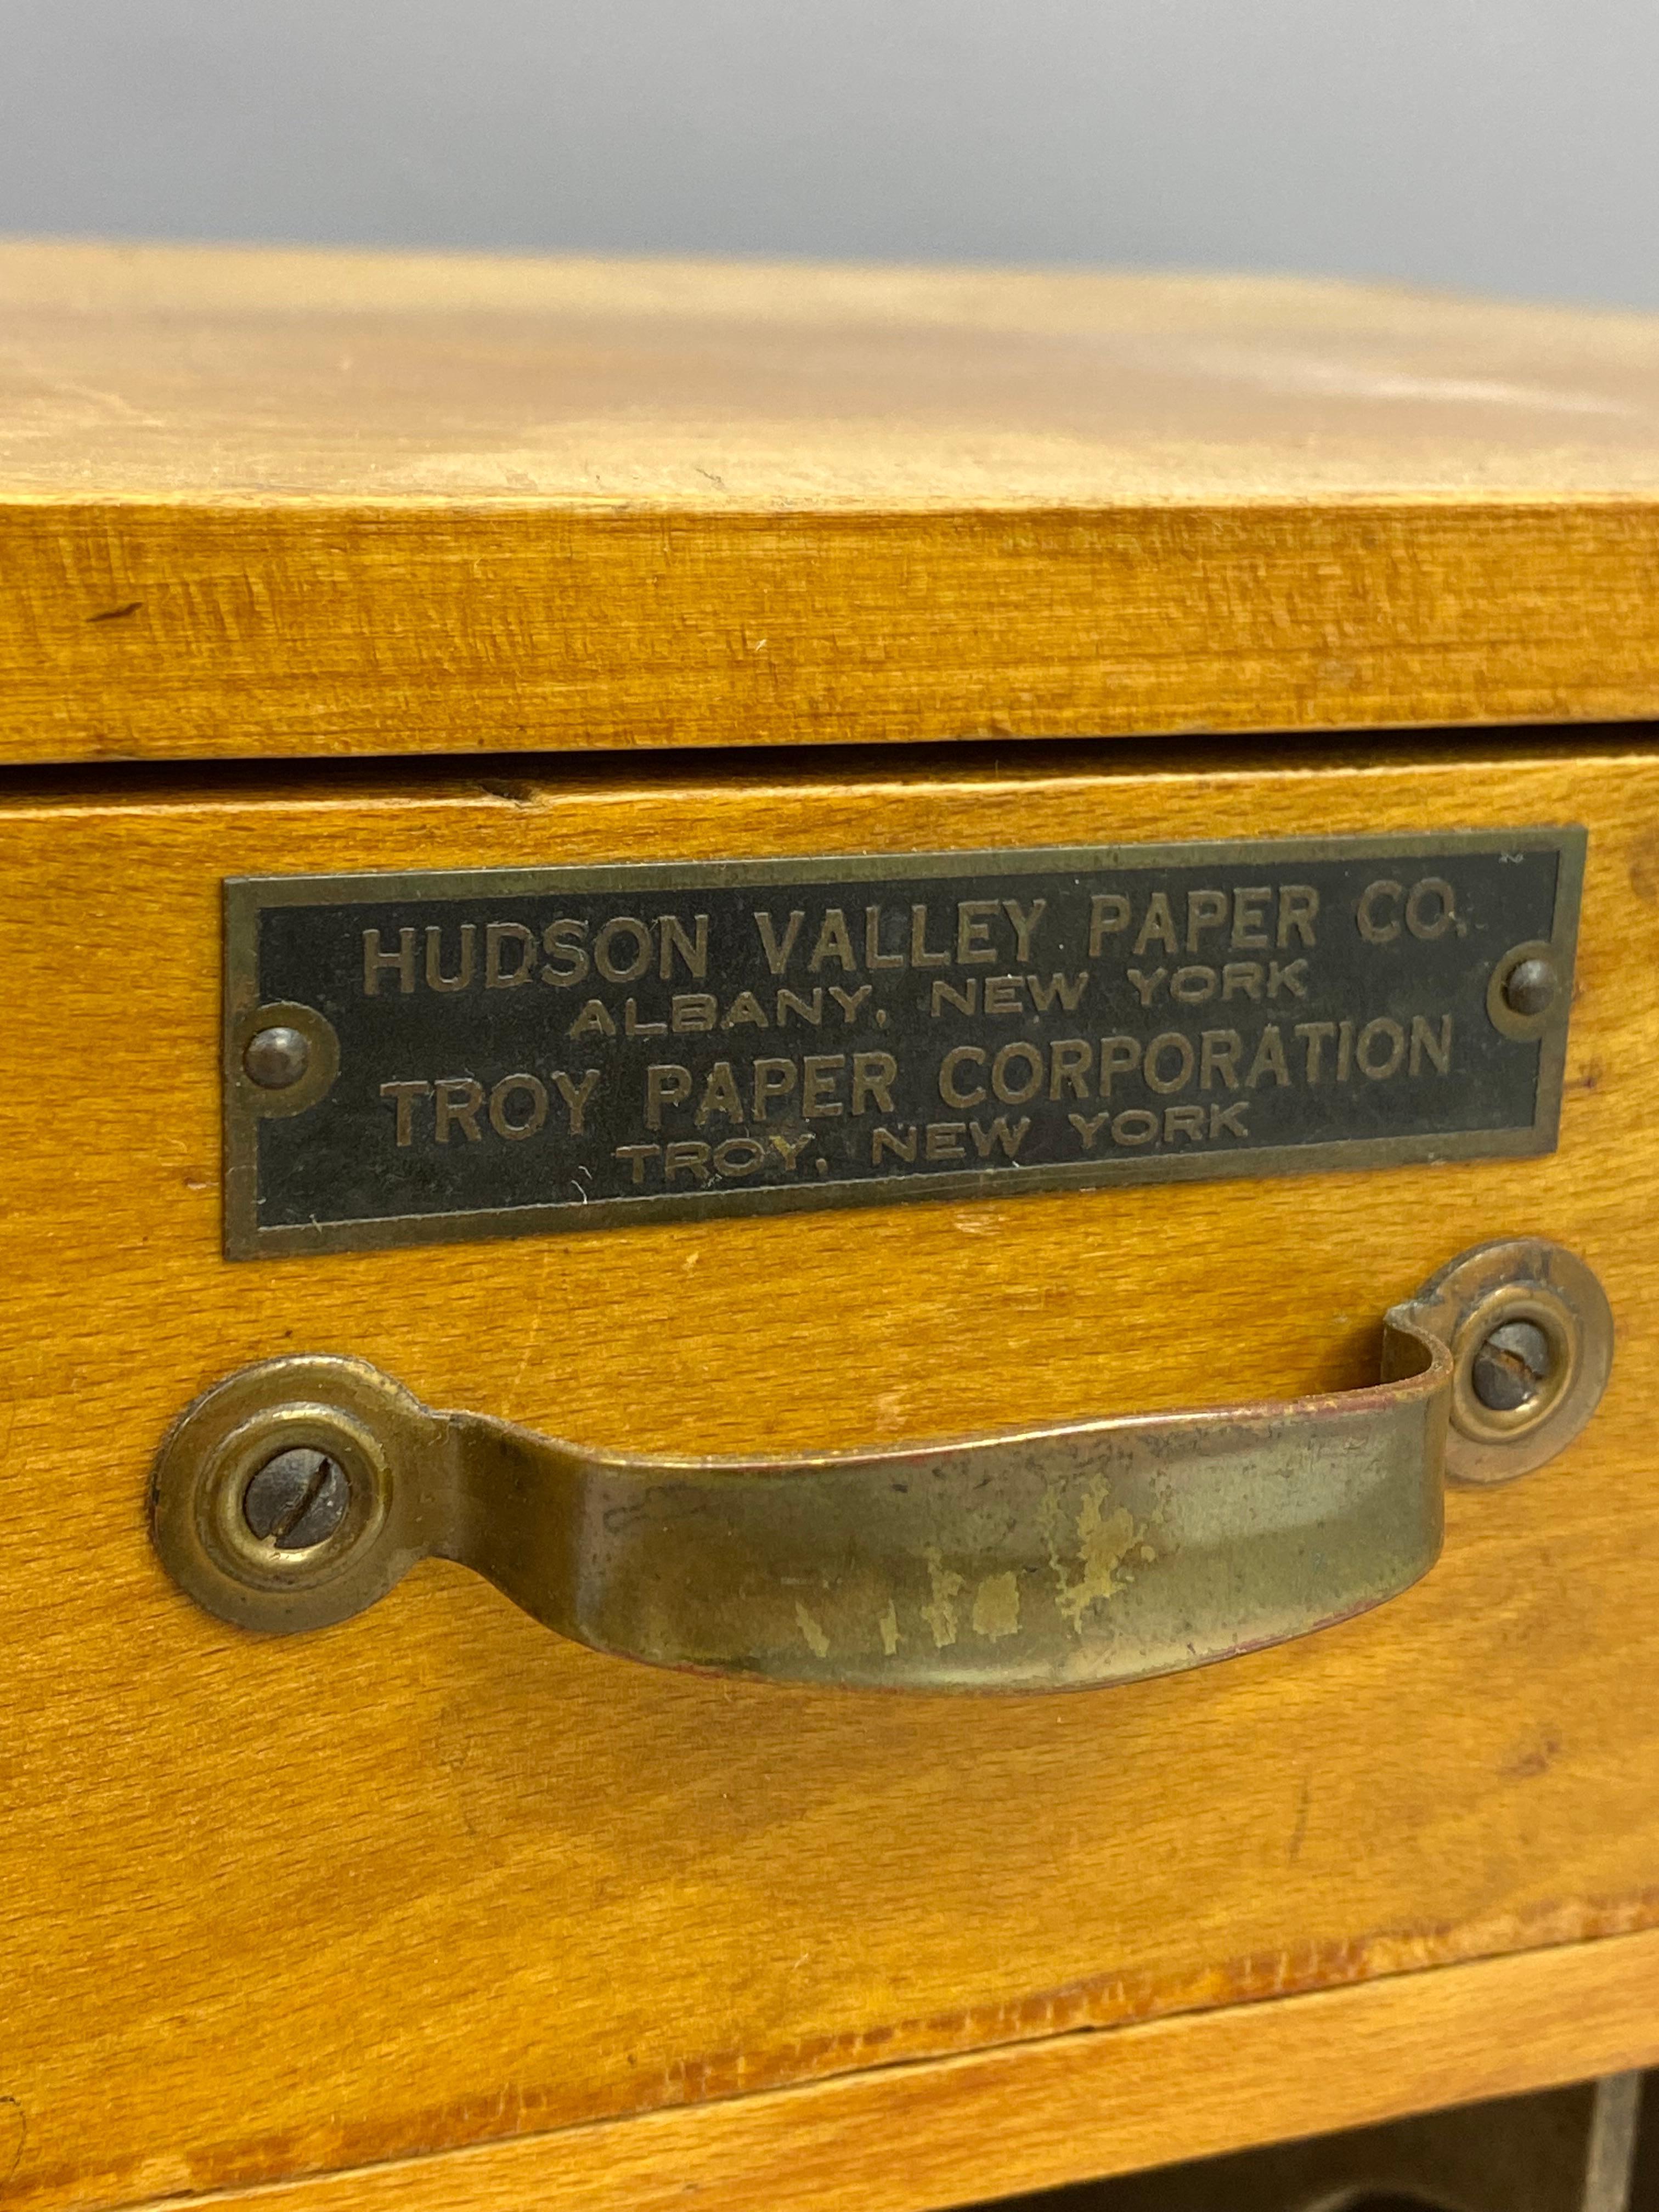 HUDSON VALLEY PAPER CO.
ALBANY, NEW YORK
TROY PAPER CORPORATION
TROY, NEW YORK